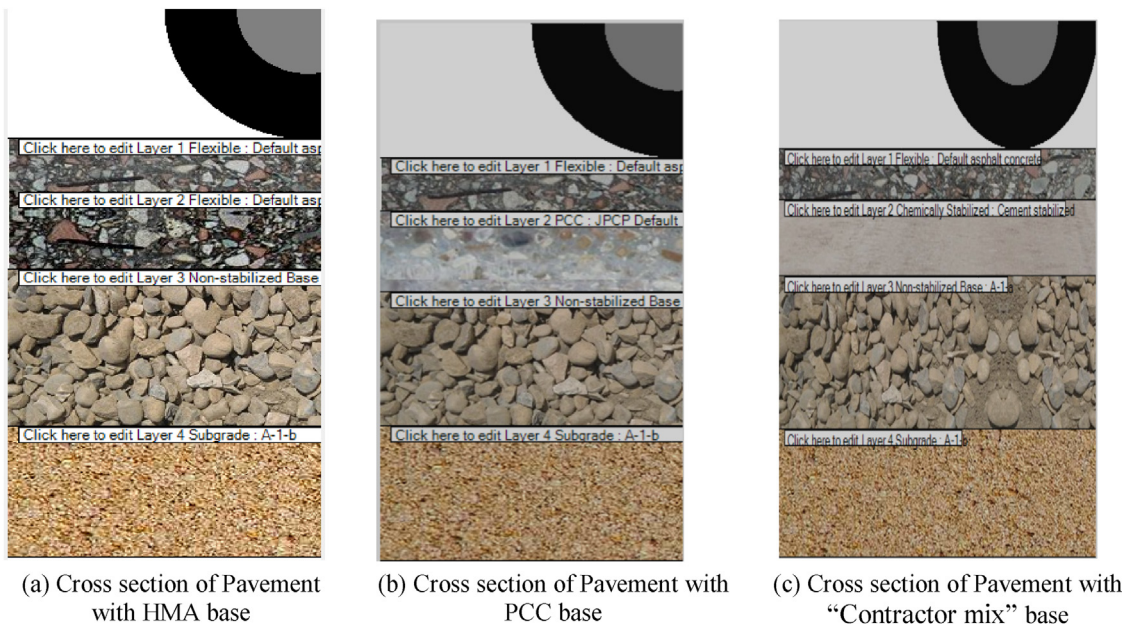 Click here to edit Layer 1 Flexible : Default asp
Click here to edit Layer 2 Flexible : Default asp
Click here to edit Layer 3 Non-stabilized Base
Click here to edit Layer 4 Subgrade : A-1-b
(a) Cross section of Pavement
with HMA base
Click here to edit Layer 1 Flexible : Default asp
Click here to edit Layer 2 PCC : JPCP Default
Click here to edit Layer 3 Non-stabilized Base
Click here to edit Layer 4 Subgrade : A-1-b
(b) Cross section of Pavement with
PCC base
Click here to edit Layer 1 Flexible : Default asphalt concrete
Click here to edit Layer 2 Chemically Stabilized : Cement stabilized
Click here to edit Layer 3 Non-stabilized Base : A-1-a
Click here to edit Layer 4 Subgrade : A-1-b
(c) Cross section of Pavement with
“Contractor mix” base